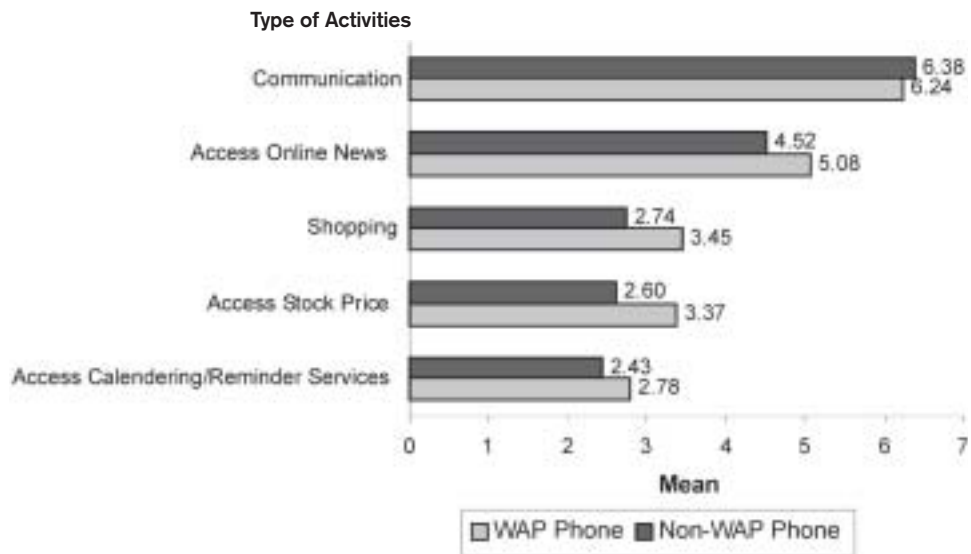 Type of Activities
Communication
6.38
6.24
Access Online News
4.52
5.08
Shopping
2.74
3.45
Access Stock Price
2.60
3.37
Access Calendering/Reminder Services
2.43
2.78
0 1 2 3 4 5 6 7
Mean
WAP Phone Non-WAP Phone